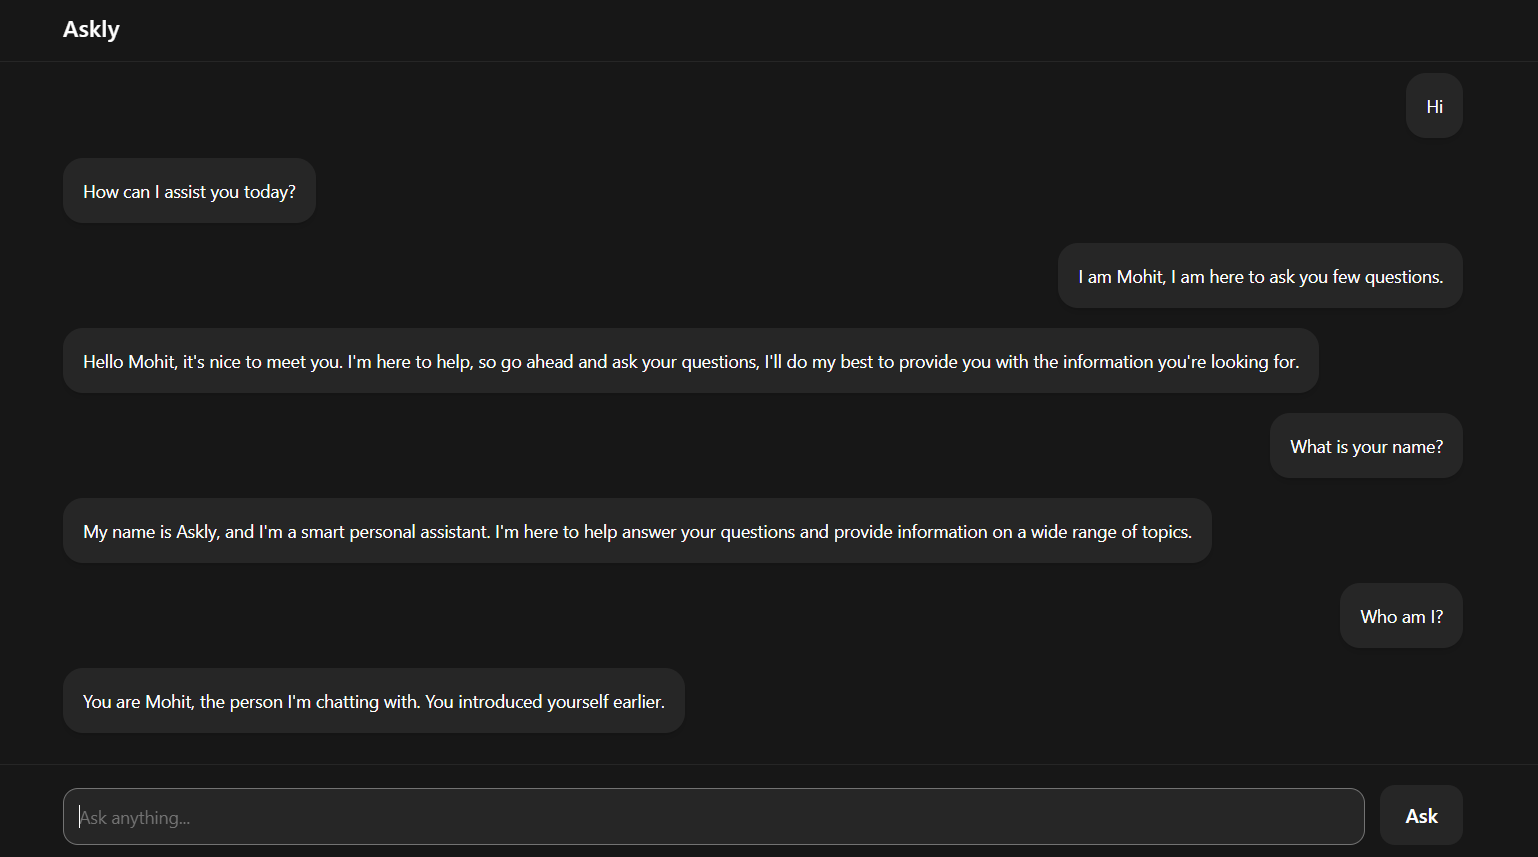 Askly
Hi
How can I assist you today?
I am Mohit, I am here to ask you few questions.
Hello Mohit, it's nice to meet you. I'm here to help, so go ahead and ask your questions, I'll do my best to provide you with the information you're looking for.
What is your name?
My name is Askly, and I'm a smart personal assistant. I'm here to help answer your questions and provide information on a wide range of topics.
Who am I?
You are Mohit, the person I'm chatting with. You introduced yourself earlier.
Ask anything...
Ask